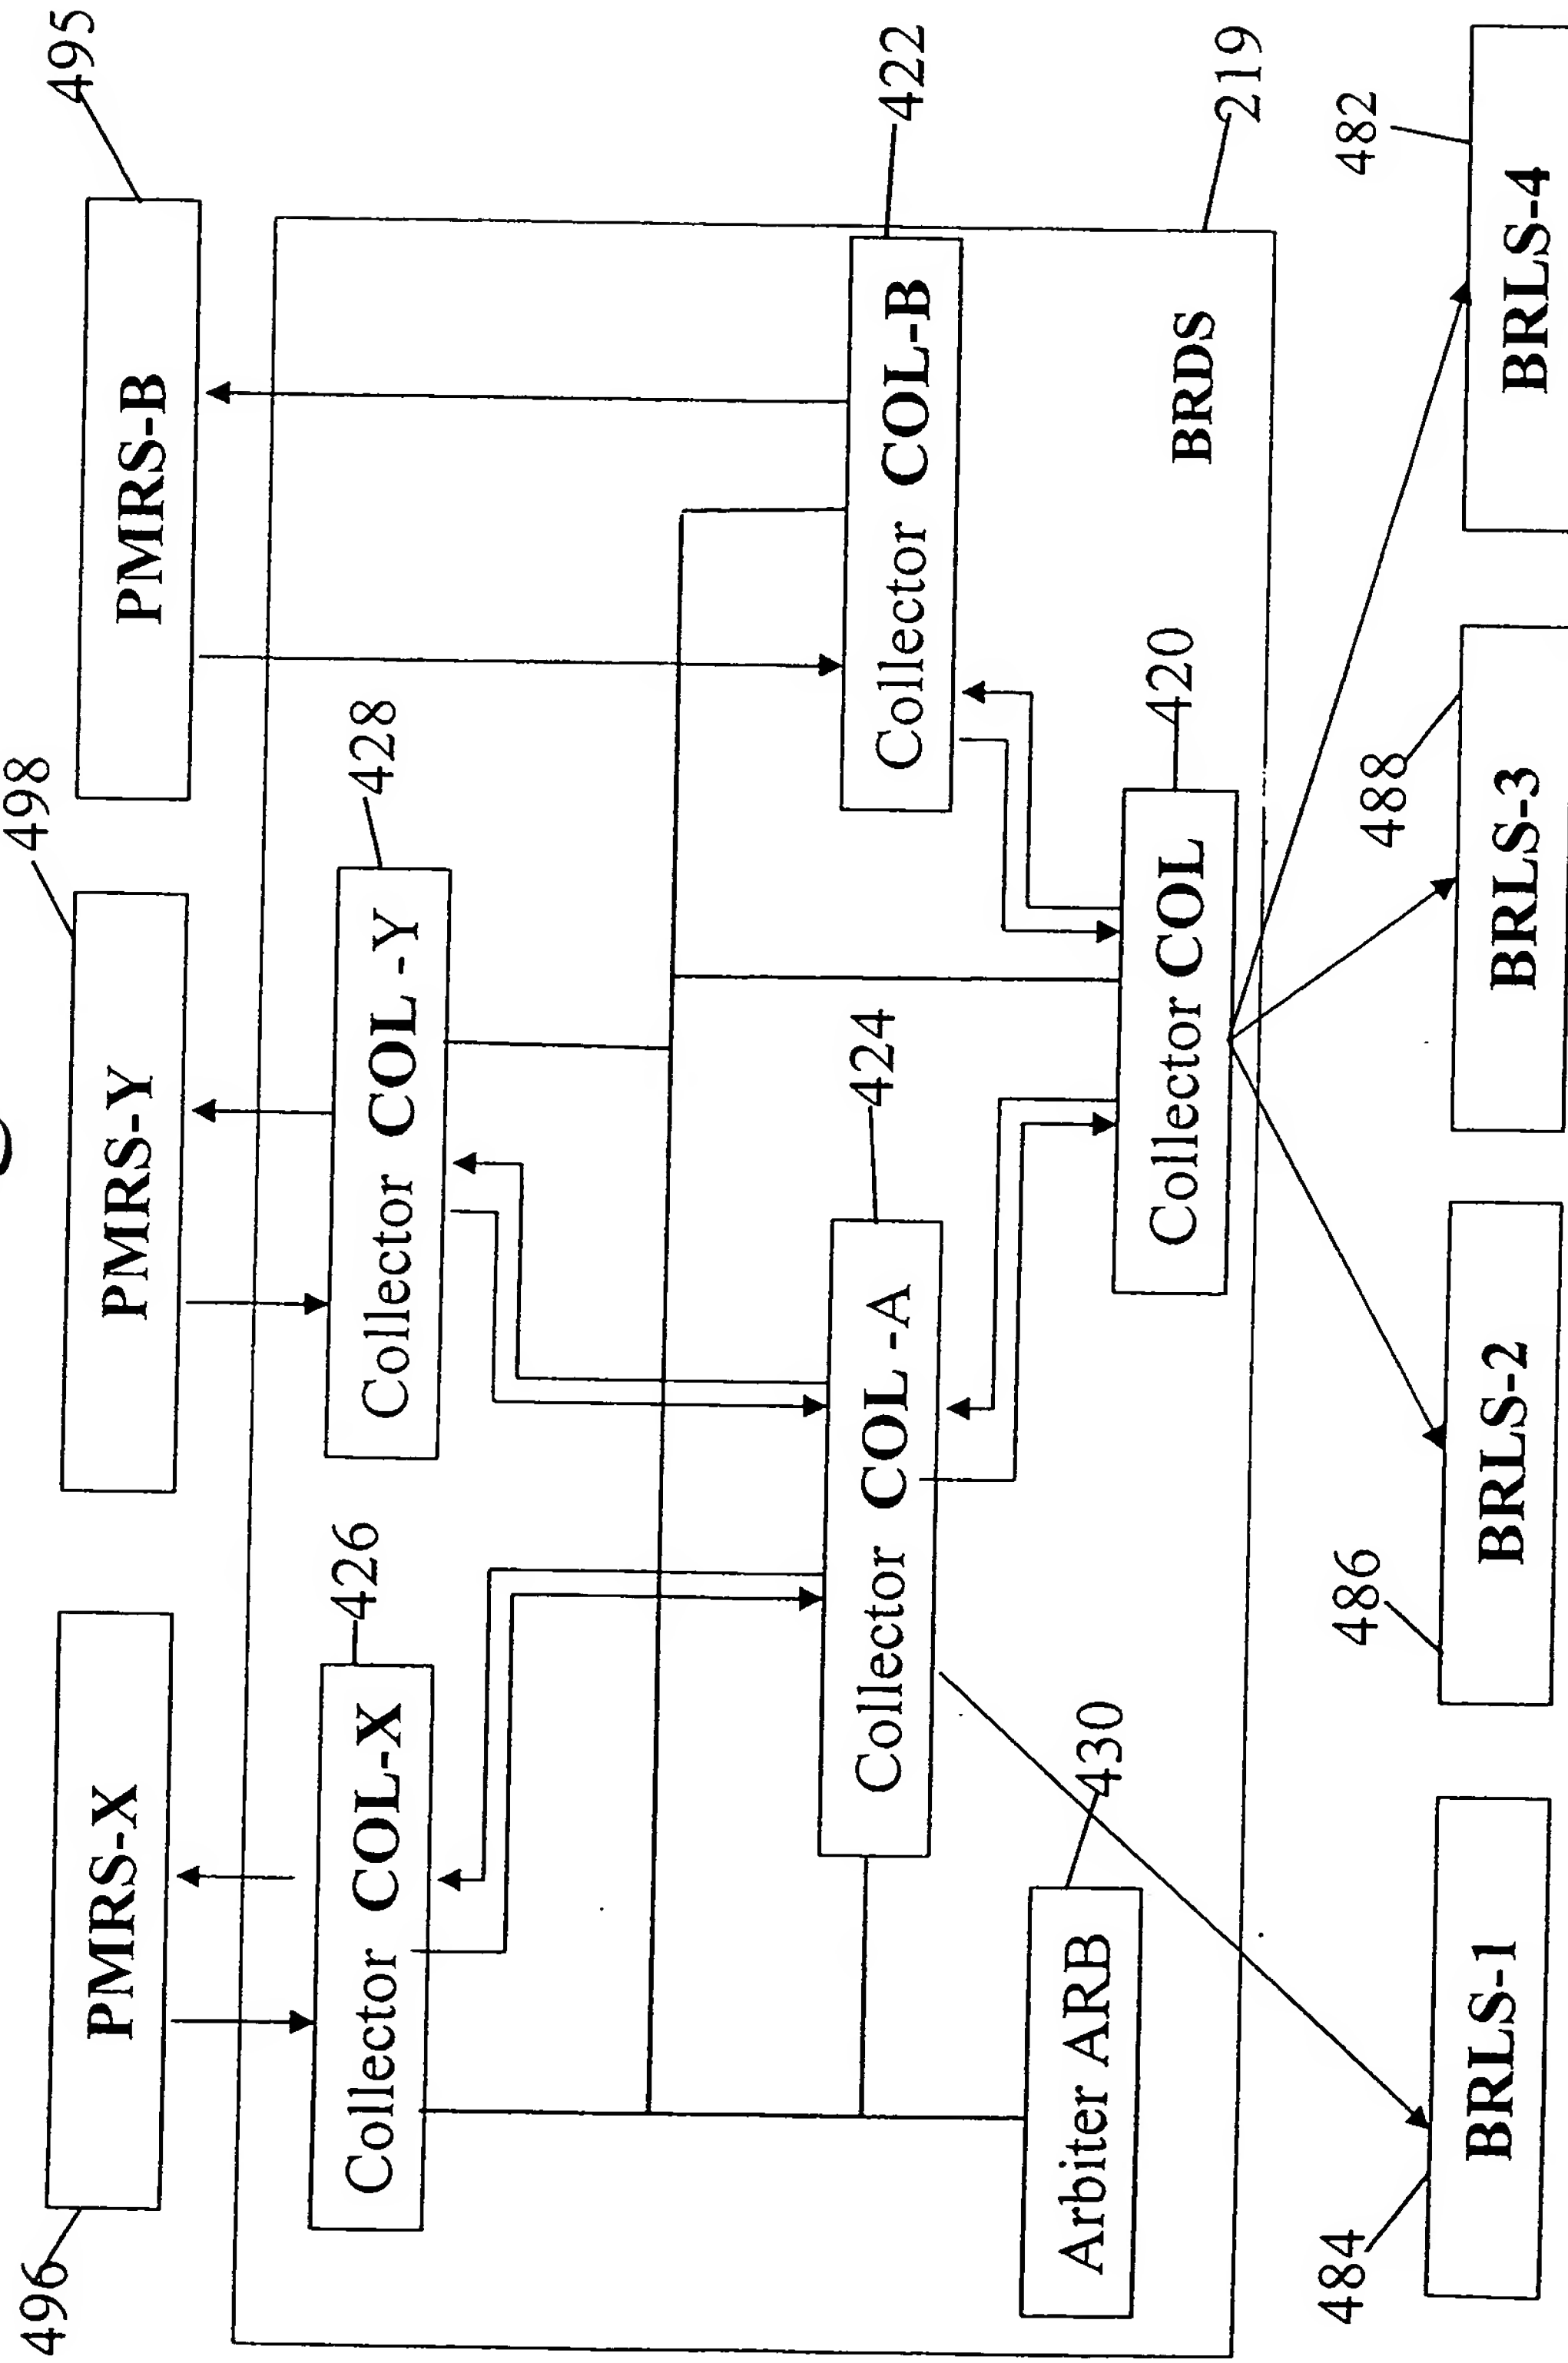 496
PMRS-X
498
PMRS-Y
495
PMRS-B
426
Collector COL-X
428
Collector COL -Y
424
Collector COL -A
422
Collector COL-B
430
Arbiter ARB
420
Collector COL
BRDS
219
484
BRLS-1
486
BRLS-2
488
BRLS-3
482
BRLS-4